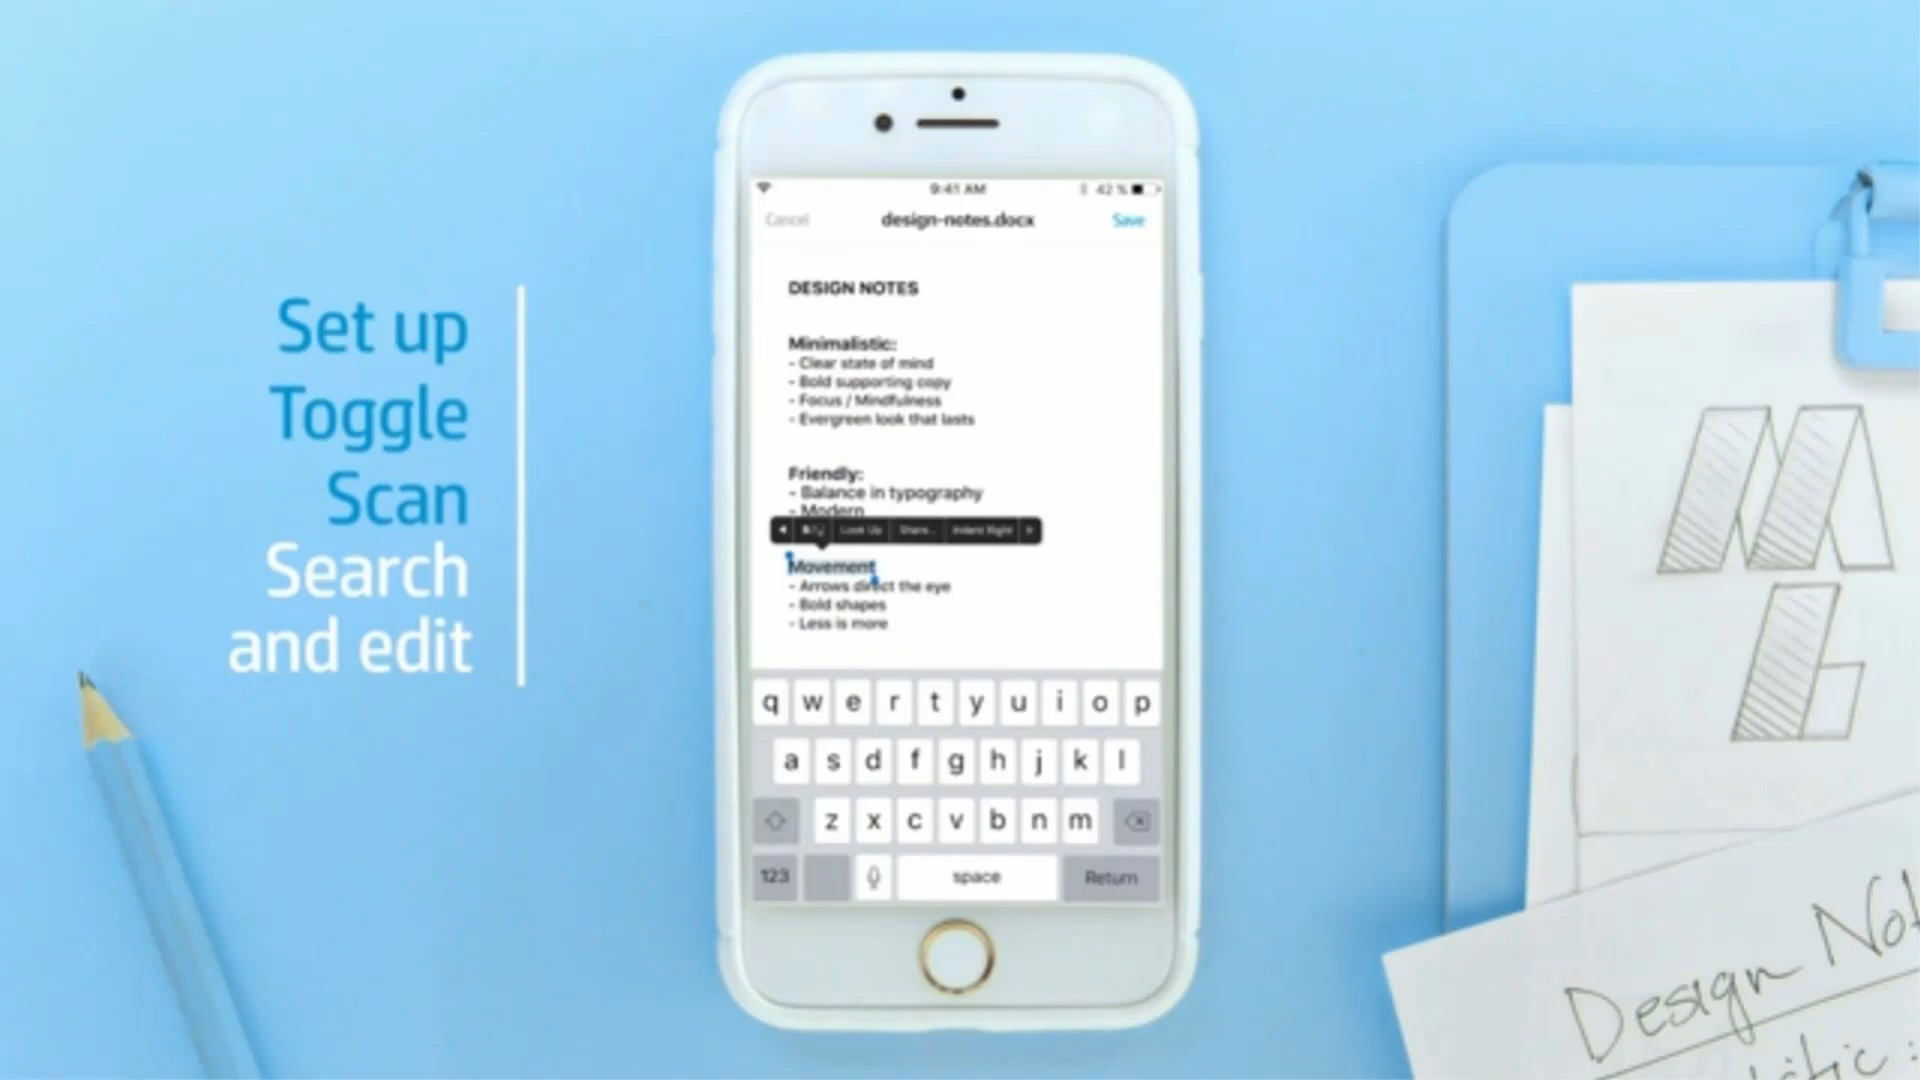 Set up
Toggle
Scan
Search
and edit
9:41 AM
42 %
Cancel
design-notes.docx
Save
DESIGN NOTES
Minimalistic:
- Clear state of mind
- Bold supporting copy
- Focus / Mindfulness
- Evergreen look that lasts
Friendly:
- Balance in typography
- Modern
B I U Look Up Share... Indent Right
Movement
- Arrows direct the eye
- Bold shapes
- Less is more
q w e r t y u i o p
a s d f g h j k l
z x c v b n m
123 space Return
Design Not